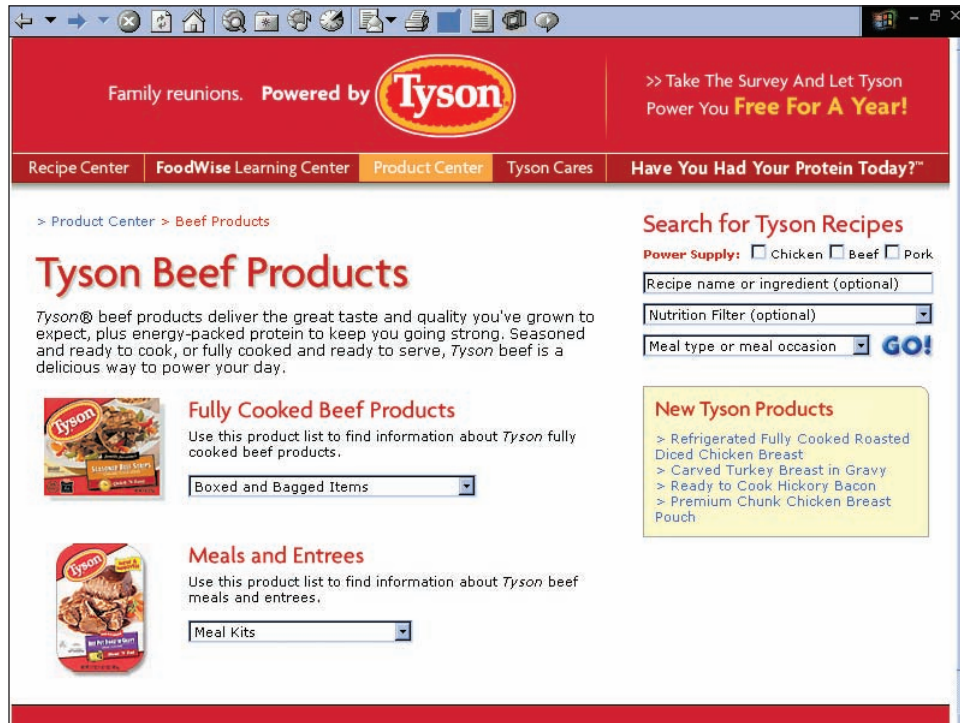 Family reunions. Powered by Tyson
>> Take The Survey And Let Tyson
Power You Free For A Year!
Recipe Center FoodWise Learning Center Product Center Tyson Cares Have You Had Your Protein Today?™
> Product Center > Beef Products
Tyson Beef Products
Tyson® beef products deliver the great taste and quality you've grown to
expect, plus energy-packed protein to keep you going strong. Seasoned
and ready to cook, or fully cooked and ready to serve, Tyson beef is a
delicious way to power your day.
Tyson
Seasoned Beef Strips
Fully Cooked Beef Products
Use this product list to find information about Tyson fully
cooked beef products.
Boxed and Bagged Items
Tyson
Meals and Entrees
Use this product list to find information about Tyson beef
meals and entrees.
Meal Kits
Search for Tyson Recipes
Power Supply: Chicken Beef Pork
Recipe name or ingredient (optional)
Nutrition Filter (optional)
Meal type or meal occasion GO!
New Tyson Products
> Refrigerated Fully Cooked Roasted
Diced Chicken Breast
> Carved Turkey Breast in Gravy
> Ready to Cook Hickory Bacon
> Premium Chunk Chicken Breast
Pouch